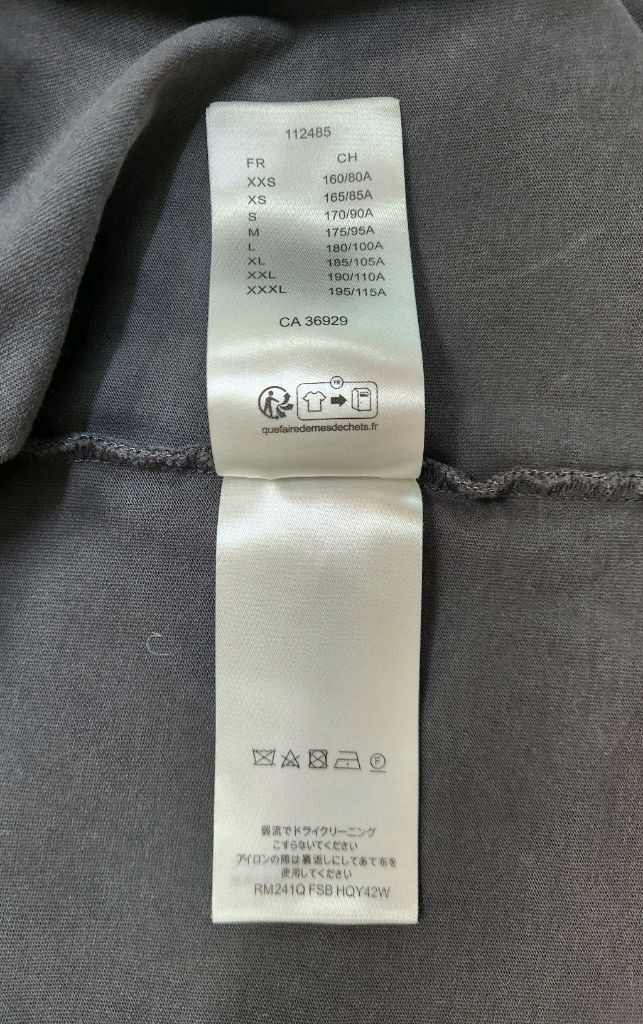 112485
FR CH
XXS 160/80A
XS 165/85A
S 170/90A
M 175/95A
L 180/100A
XL 185/105A
XXL 190/110A
XXXL 195/115A
CA 36929
FR
quefairedemesdechets.fr
F
弱流でドライクリーニング
こすらないでください
アイロンの際は裏返しにしてあて布を
使用してください
RM241Q FSB HQY42W